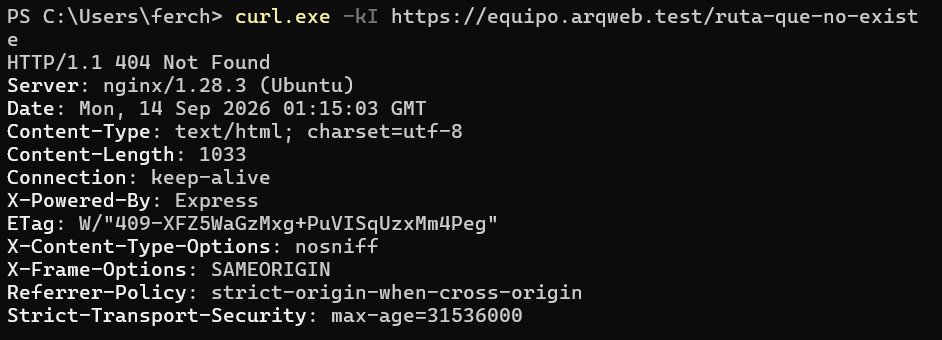 PS C:\Users\ferch> curl.exe -kI https://equipo.arqweb.test/ruta-que-no-exist
e
HTTP/1.1 404 Not Found
Server: nginx/1.28.3 (Ubuntu)
Date: Mon, 14 Sep 2026 01:15:03 GMT
Content-Type: text/html; charset=utf-8
Content-Length: 1033
Connection: keep-alive
X-Powered-By: Express
ETag: W/"409-XFZ5WaGzMxg+PuVISqUzxMm4Peg"
X-Content-Type-Options: nosniff
X-Frame-Options: SAMEORIGIN
Referrer-Policy: strict-origin-when-cross-origin
Strict-Transport-Security: max-age=31536000